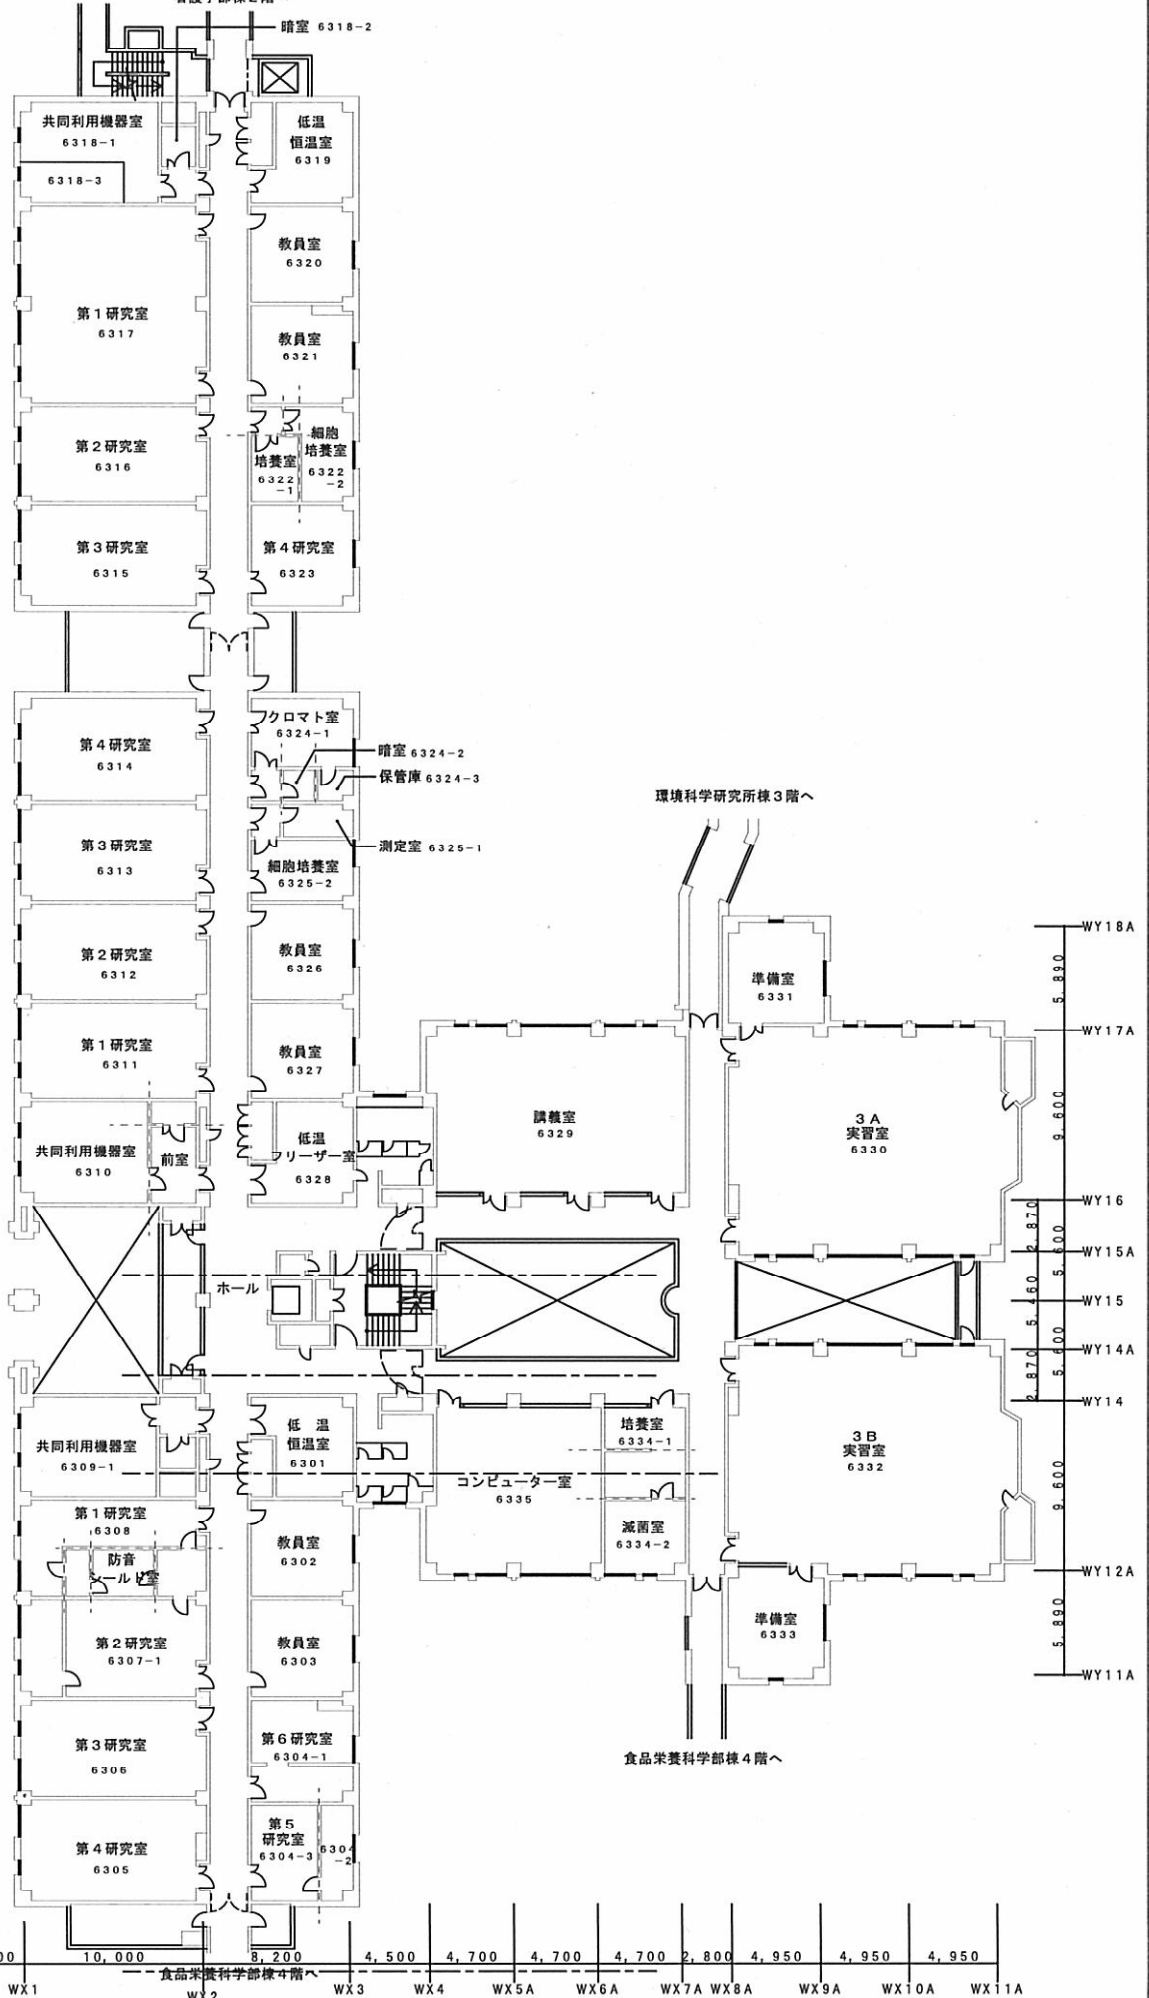 暗室 6318-2
共同利用機器室
6318-1
6318-3
低温
恒温室
6319
教員室
6320
第1研究室
6317
教員室
6321
第2研究室
6316
培養室
6322
-1
細胞
培養室
6322
-2
第3研究室
6315
第4研究室
6323
第4研究室
6314
クロマト室
6324-1
暗室 6324-2
保管庫 6324-3
測定室 6325-1
第3研究室
6313
細胞培養室
6325-2
環境科学研究所棟3階へ
第2研究室
6312
教員室
6326
準備室
6331
WY18A
5,890
WY17A
第1研究室
6311
教員室
6327
講義室
6329
3A
実習室
6330
9,600
共同利用機器室
6310
前室
低温
フリーザー室
6328
WY16
2,870
5,600
WY15A
ホール
5,460
WY15
5,600
WY14A
2,870
WY14
共同利用機器室
6309-1
低 温
恒温室
6301
コンピューター室
6335
培養室
6334-1
3B
実習室
6332
9,600
第1研究室
6308
防音
シールド室
教員室
6302
滅菌室
6334-2
WY12A
第2研究室
6307-1
教員室
6303
準備室
6333
5,890
WY11A
第3研究室
6306
第6研究室
6304-1
食品栄養科学部棟4階へ
第4研究室
6305
第5
研究室
6304-3
6304
-2
10,000
8,200
4,500
4,700
4,700
4,700
2,800
4,950
4,950
4,950
食品栄養科学部棟4階へ
WX1
WX2
WX3
WX4
WX5A
WX6A
WX7A
WX8A
WX9A
WX10A
WX11A